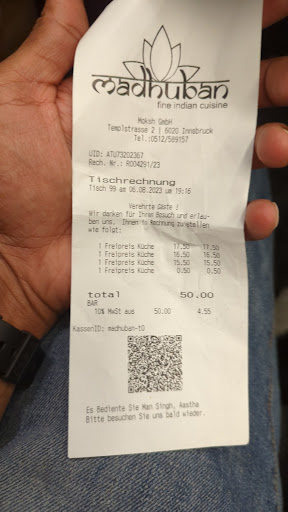 madhuban
fine indian cuisine
Moksh GmbH
Templstrasse 2 | 6020 Innsbruck
Tel.:0512/589157
UID: ATU73202367
Rech. Nr.: R004291/23
Tischrechnung
Tisch 99 am 06.08.2023 um 19:16
Verehrte Gäste !
Wir danken für Ihren Besuch und erlau-
ben uns, Ihnen in Rechnung zustellen
wie folgt:
1 Freipreis Küche 17.50 17.50
1 Freipreis Küche 16.50 16.50
1 Freipreis Küche 15.50 15.50
1 Freipreis Küche 0.50 0.50
total 50.00
BAR
10% MwSt aus 50.00 4.55
KassenID: madhuban-t0
Es Bediente Sie Man Singh, Aastha
Bitte besuchen Sie uns bald wieder.